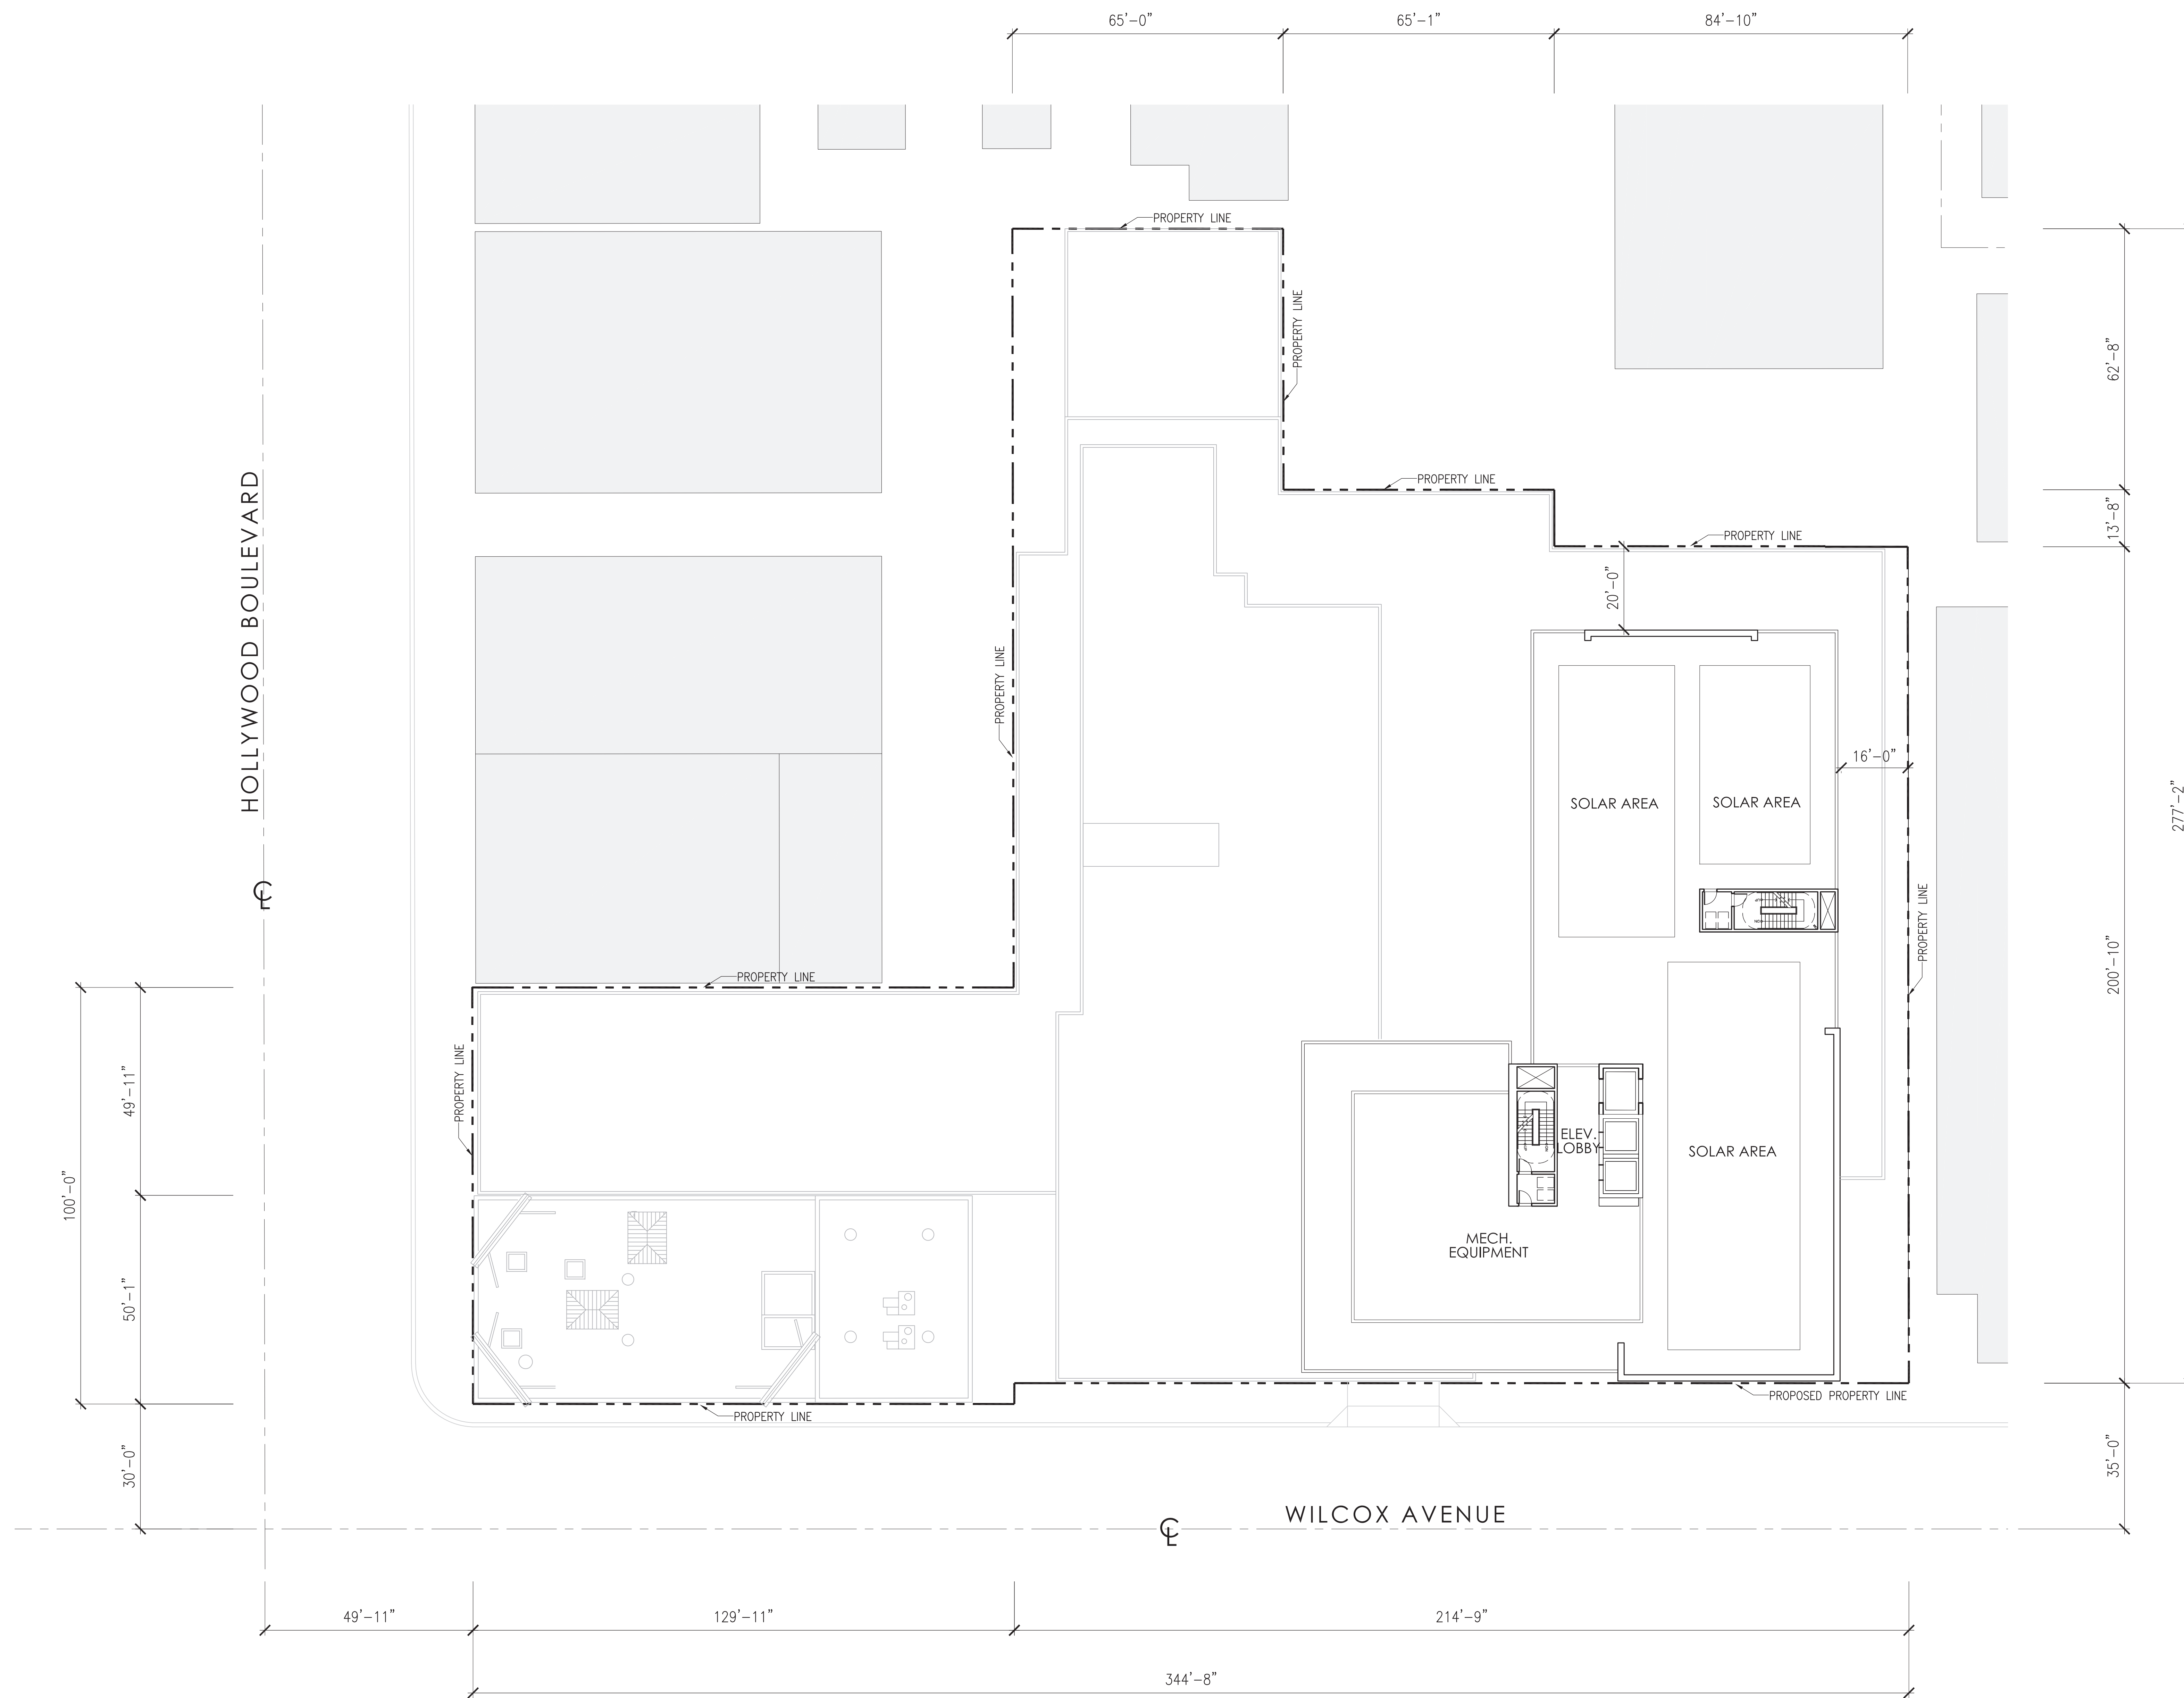 65'-0"
65'-1"
84'-10"
PROPERTY LINE
PROPERTY LINE
62'-8"
PROPERTY LINE
13'-8"
PROPERTY LINE
20'-0"
HOLLYWOOD BOULEVARD
PROPERTY LINE
16'-0"
277'-2"
SOLAR AREA
SOLAR AREA
CL
PROPERTY LINE
200'-10"
PROPERTY LINE
49'-11"
PROPERTY LINE
100'-0"
ELEV.
LOBBY
SOLAR AREA
MECH.
EQUIPMENT
50'-1"
PROPOSED PROPERTY LINE
PROPERTY LINE
30'-0"
35'-0"
WILCOX AVENUE
CL
49'-11"
129'-11"
214'-9"
344'-8"